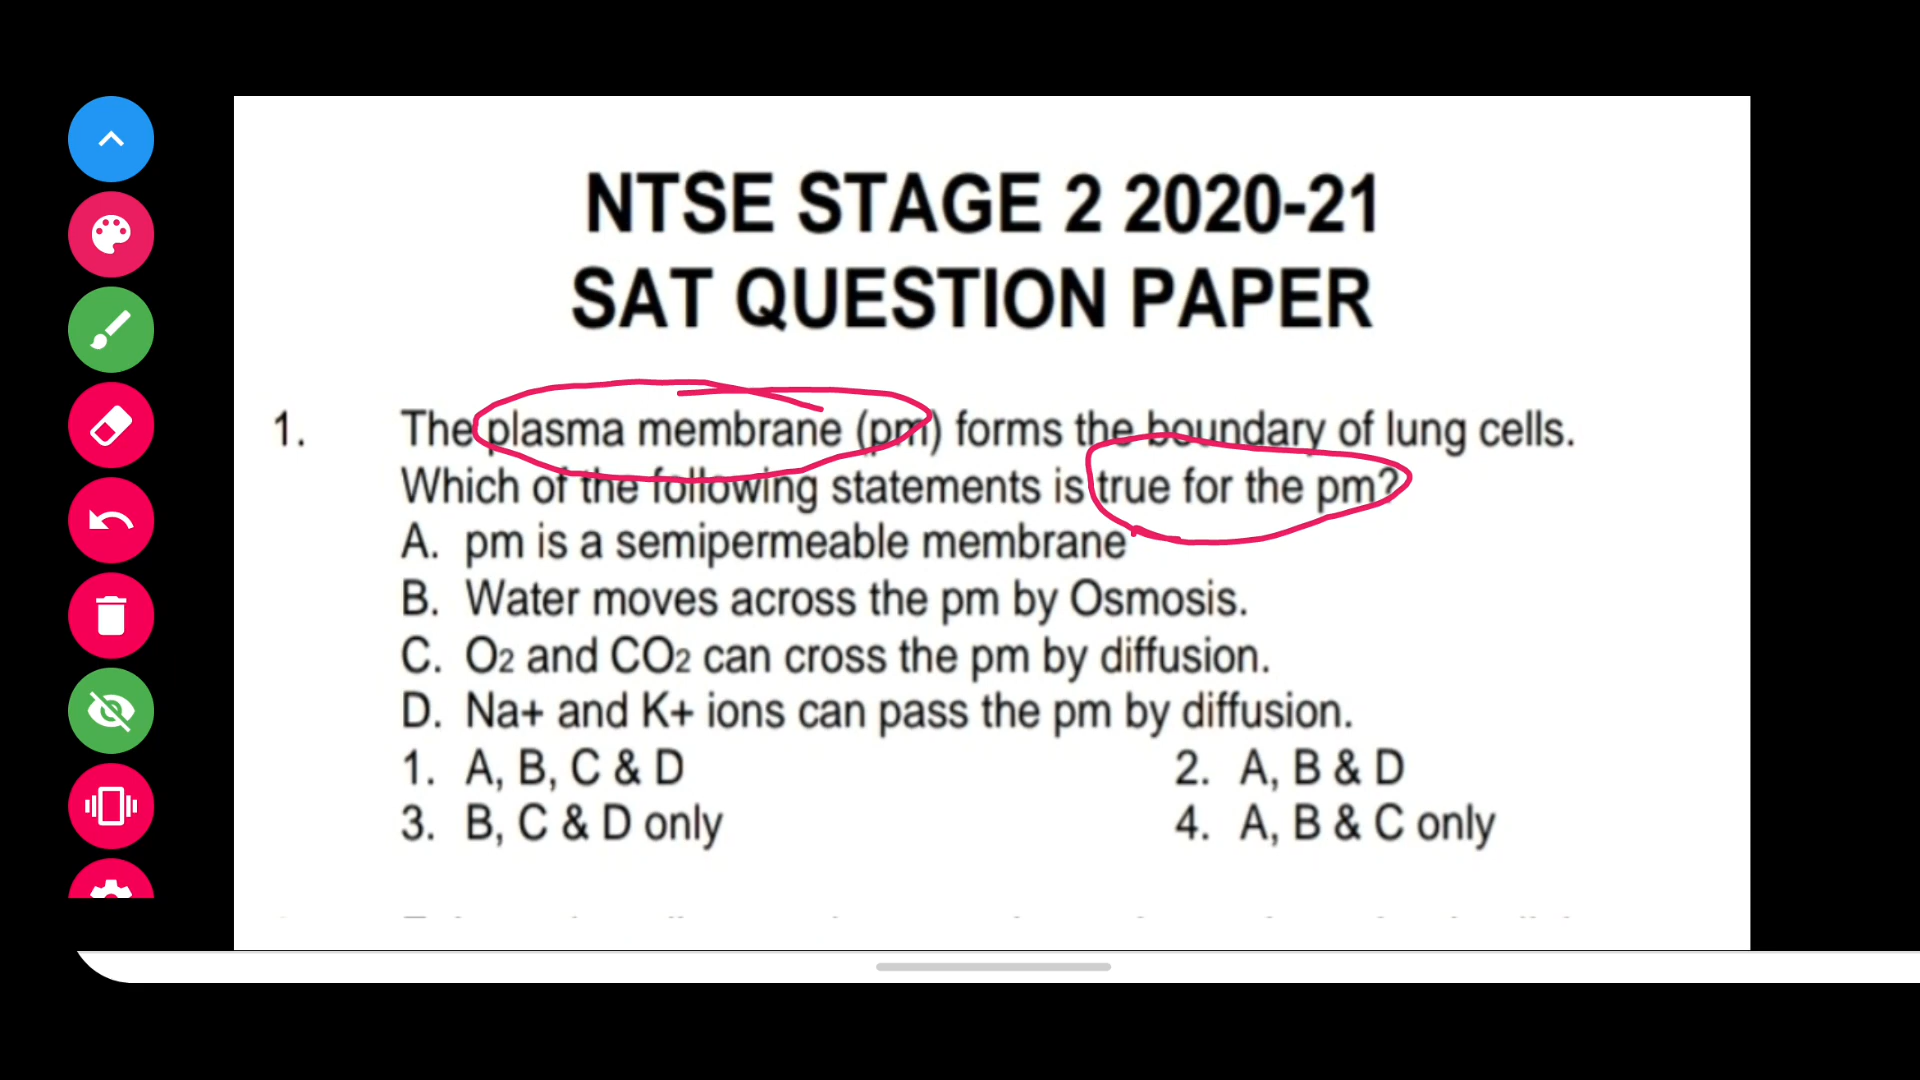 NTSE STAGE 2 2020-21
SAT QUESTION PAPER
1. The plasma membrane (pm) forms the boundary of lung cells.
Which of the following statements is true for the pm?
A. pm is a semipermeable membrane
B. Water moves across the pm by Osmosis.
C. O2 and CO2 can cross the pm by diffusion.
D. Na+ and K+ ions can pass the pm by diffusion.
1. A, B, C & D 2. A, B & D
3. B, C & D only 4. A, B & C only